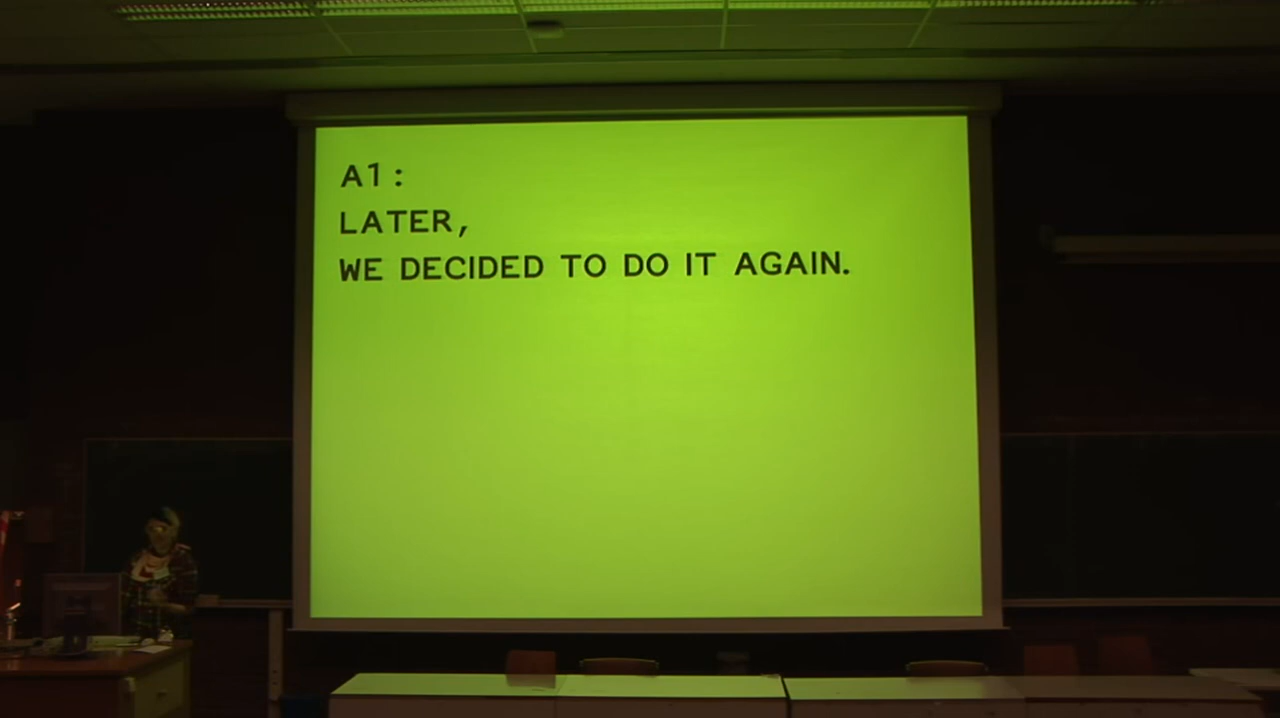 A1:
LATER,
WE DECIDED TO DO IT AGAIN.